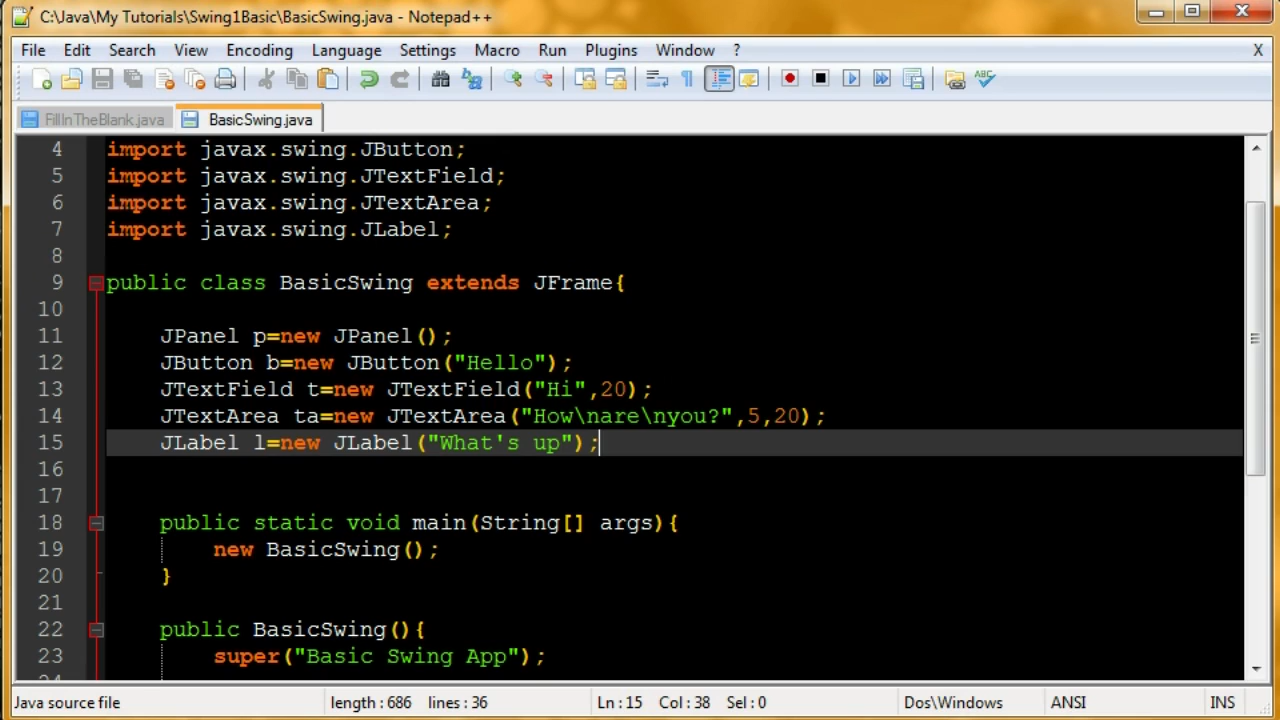 C:\Java\My Tutorials\Swing1Basic\BasicSwing.java - Notepad++
File Edit Search View Encoding Language Settings Macro Run Plugins Window ? X
FillInTheBlank.java BasicSwing.java
4 import javax.swing.JButton;
5 import javax.swing.JTextField;
6 import javax.swing.JTextArea;
7 import javax.swing.JLabel;
8
9 public class BasicSwing extends JFrame{
10
11 JPanel p=new JPanel();
12 JButton b=new JButton("Hello");
13 JTextField t=new JTextField("Hi",20);
14 JTextArea ta=new JTextArea("How\nare\nyou?",5,20);
15 JLabel l=new JLabel("What's up");
16
17
18 public static void main(String[] args){
19 new BasicSwing();
20 }
21
22 public BasicSwing(){
23 super("Basic Swing App");
Java source file length : 686 lines : 36 Ln : 15 Col : 38 Sel : 0 Dos\Windows ANSI INS